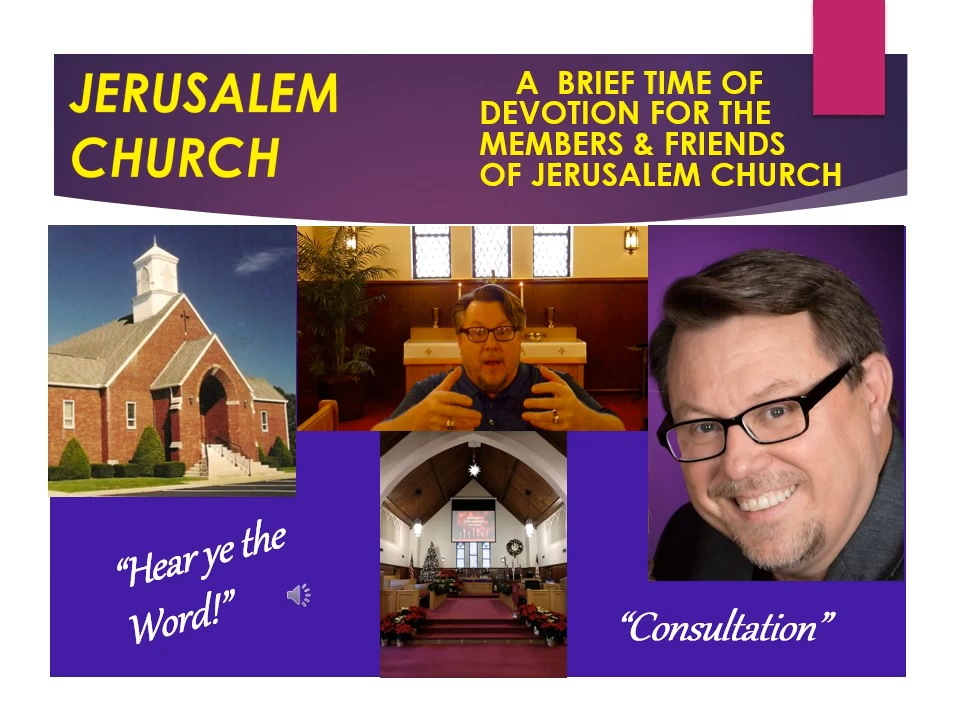 JERUSALEM
CHURCH
A BRIEF TIME OF
DEVOTION FOR THE
MEMBERS & FRIENDS
OF JERUSALEM CHURCH
“Hear ye the
Word!”
“Consultation”